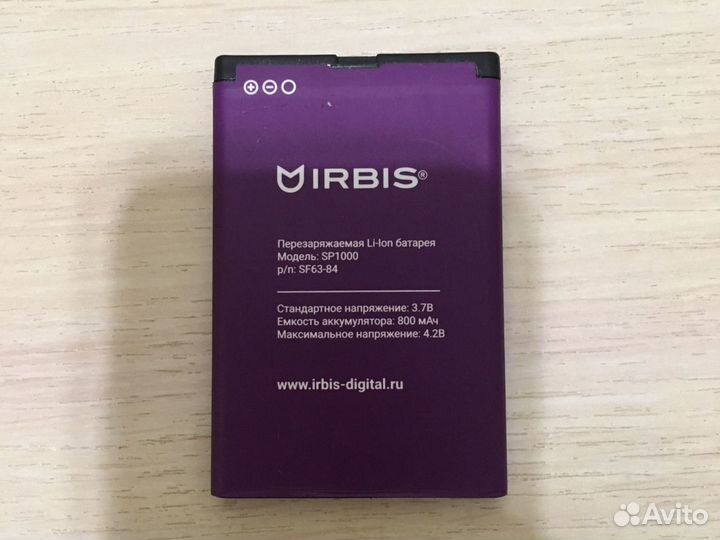 IRBIS®
Перезаряжаемая Li-Ion батарея
Модель: SP1000
p/n: SF63-84
Стандартное напряжение: 3.7В
Емкость аккумулятора: 800 мАч
Максимальное напряжение: 4.2В
www.irbis-digital.ru
Avito